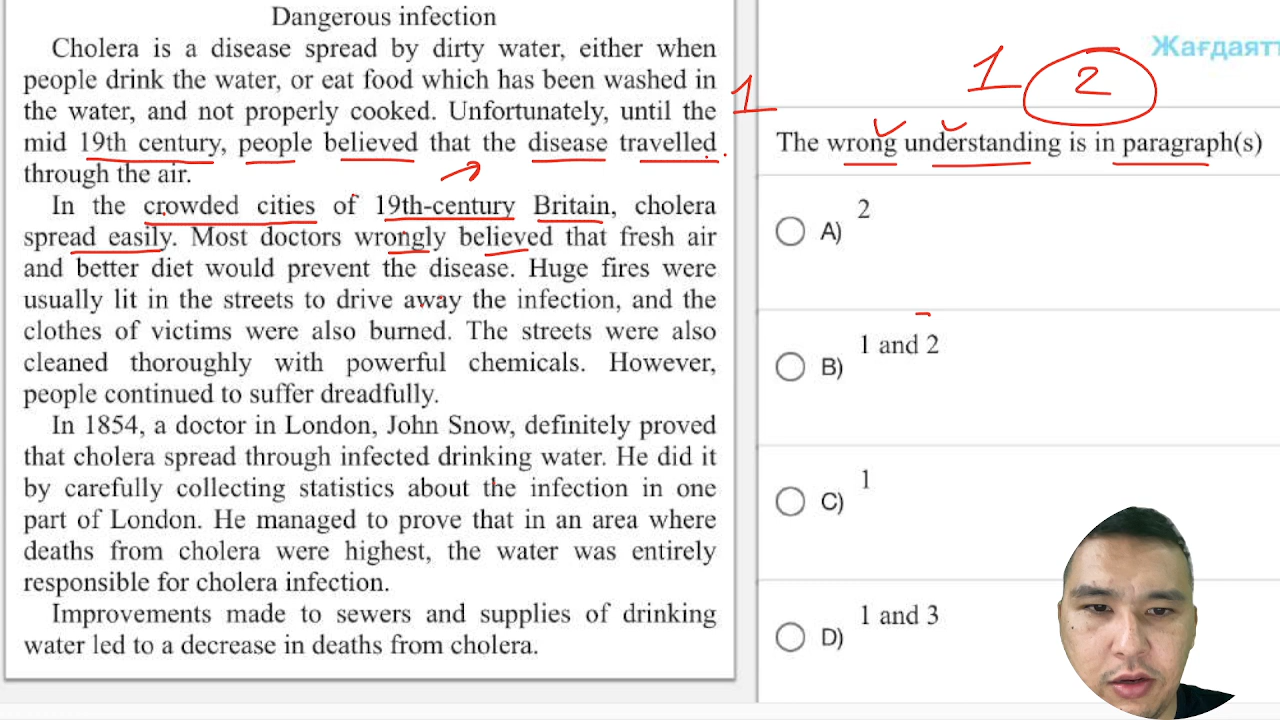 Dangerous infection
Cholera is a disease spread by dirty water, either when
people drink the water, or eat food which has been washed in
the water, and not properly cooked. Unfortunately, until the
mid 19th century, people believed that the disease travelled
through the air.
In the crowded cities of 19th-century Britain, cholera
spread easily. Most doctors wrongly believed that fresh air
and better diet would prevent the disease. Huge fires were
usually lit in the streets to drive away the infection, and the
clothes of victims were also burned. The streets were also
cleaned thoroughly with powerful chemicals. However,
people continued to suffer dreadfully.
In 1854, a doctor in London, John Snow, definitely proved
that cholera spread through infected drinking water. He did it
by carefully collecting statistics about the infection in one
part of London. He managed to prove that in an area where
deaths from cholera were highest, the water was entirely
responsible for cholera infection.
Improvements made to sewers and supplies of drinking
water led to a decrease in deaths from cholera.
1
Жағдаятт
1 2
The wrong understanding is in paragraph(s)
A) 2
B) 1 and 2
C) 1
D) 1 and 3